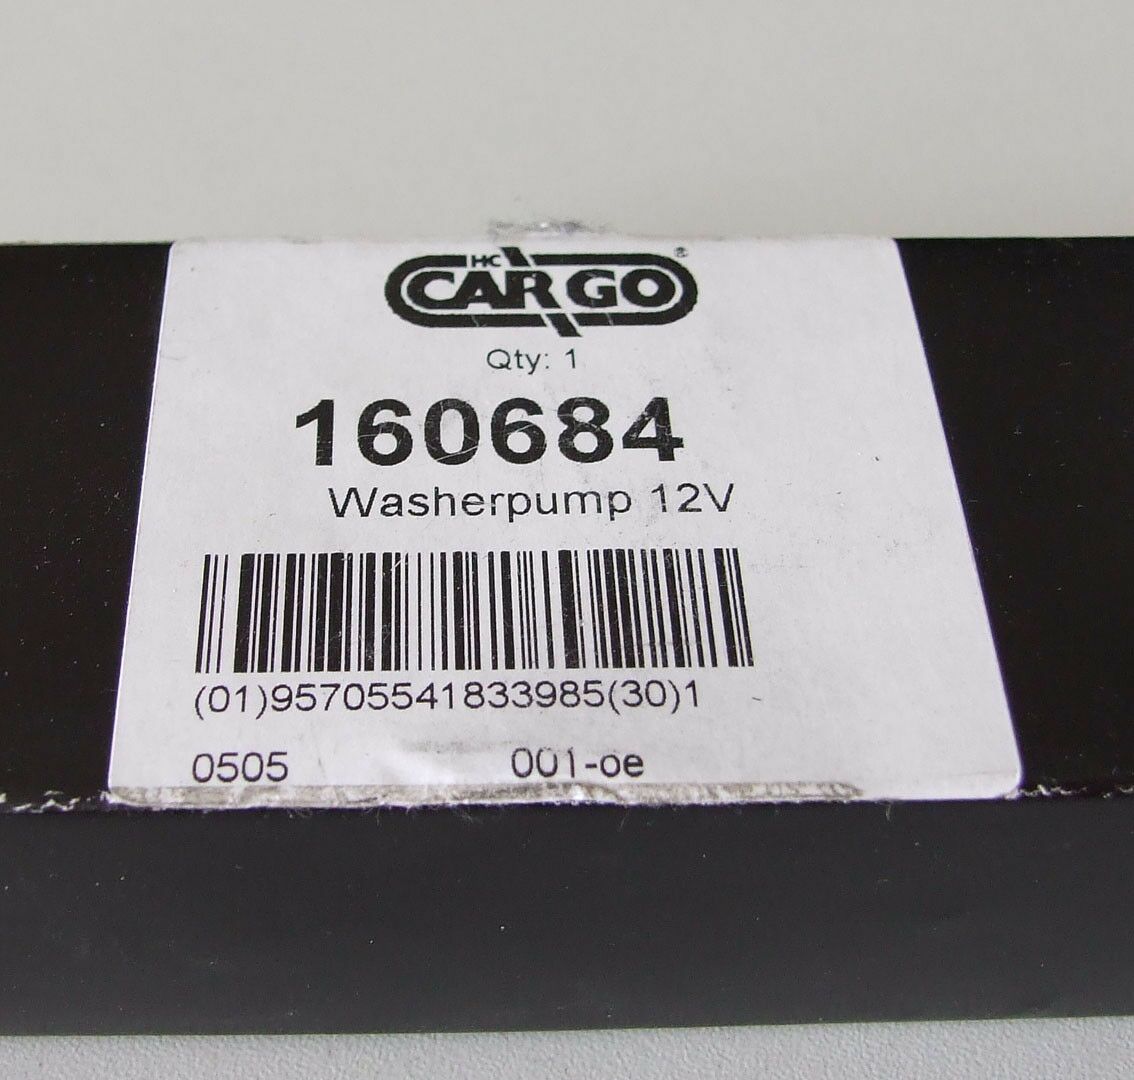 HC
CARGO®
Qty: 1
160684
Washerpump 12V
(01)95705541833985(30)1
0505 001-oe